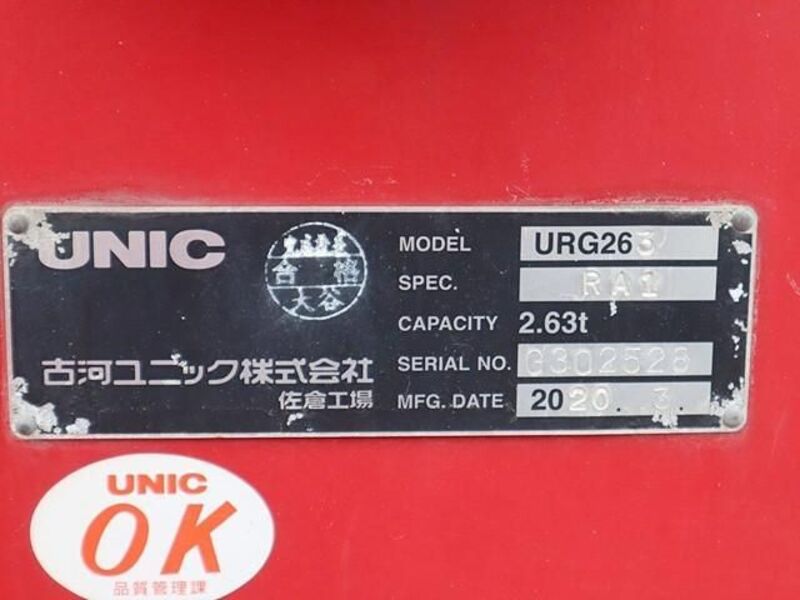 UNIC
合格
大谷
MODEL URG263
SPEC. RA1
CAPACITY 2.63t
古河ユニック株式会社
佐倉工場
SERIAL NO. G302528
MFG. DATE 2020. 3.
UNIC
OK
品質管理課